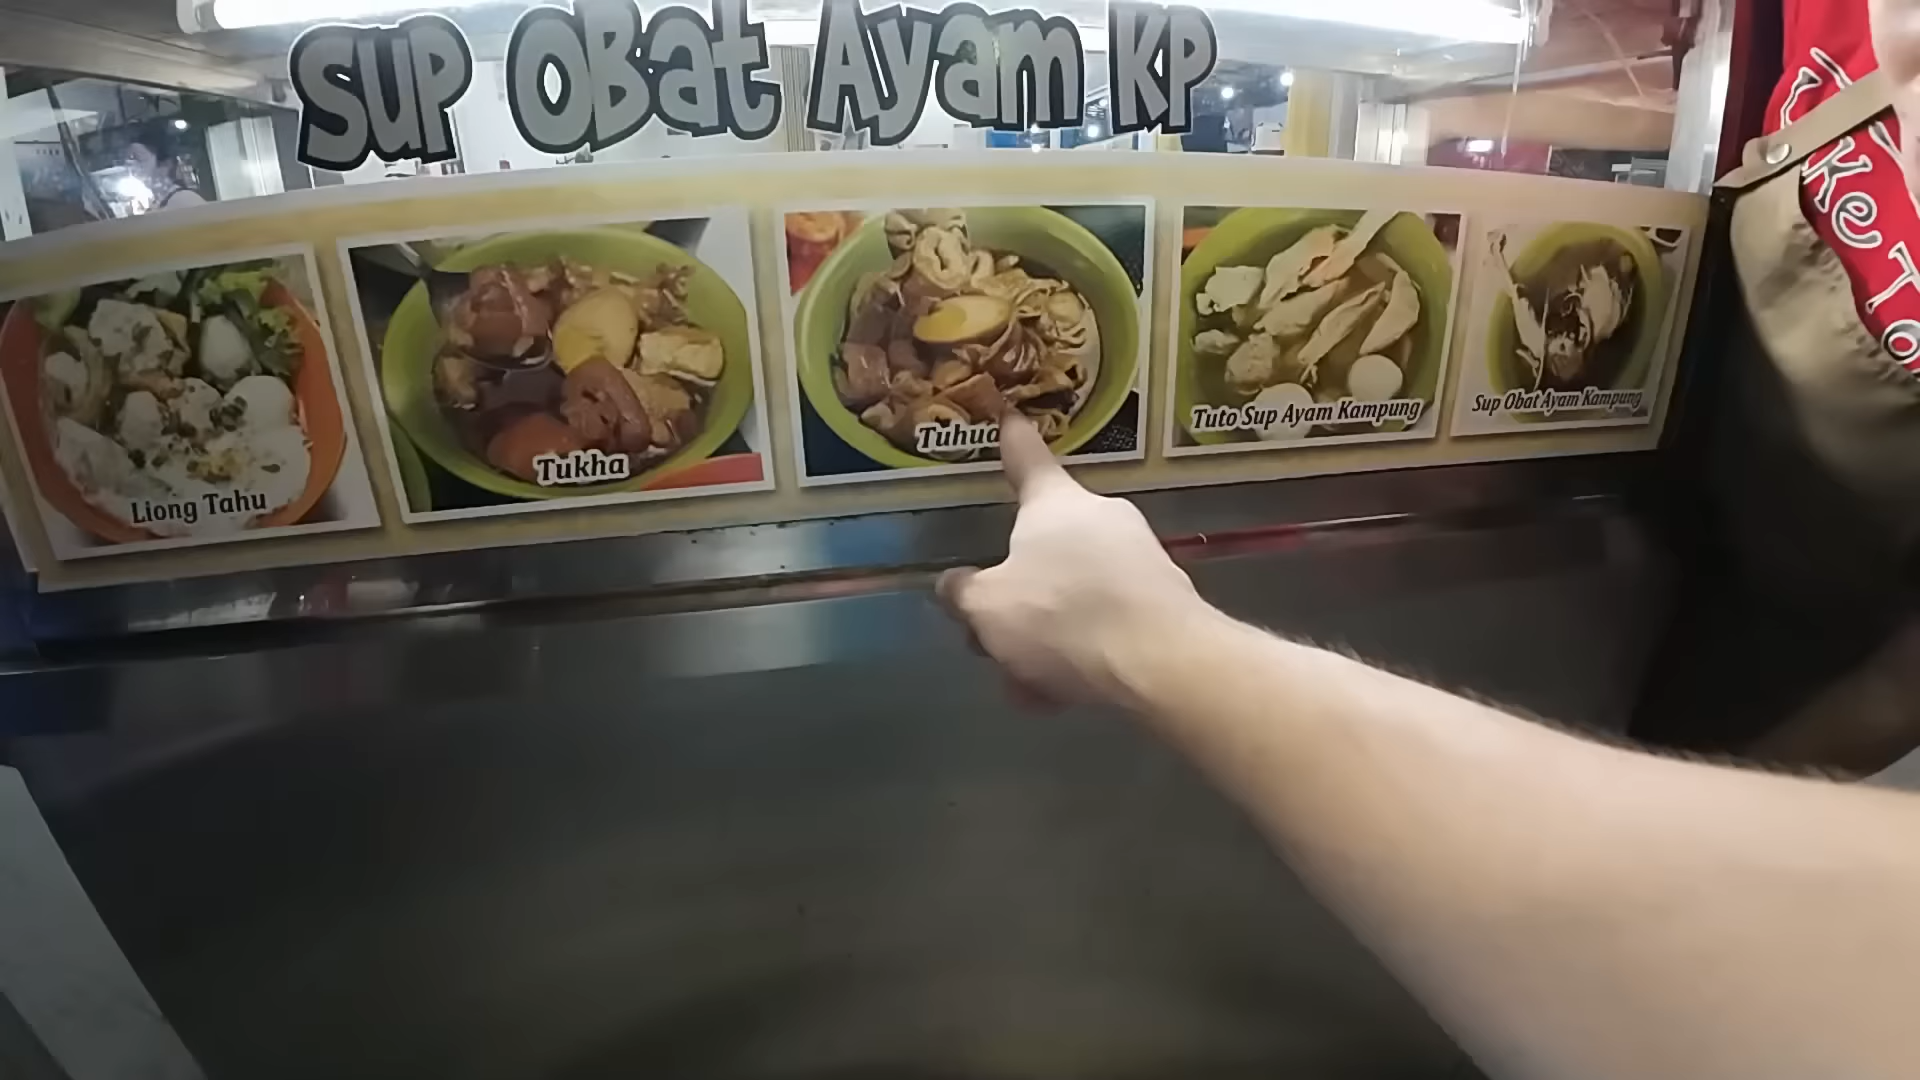 Sup Obat Ayam KP
Liong Tahu
Tukha
Tuto Sup Ayam Kampung
Sup Obat Ayam Kampung